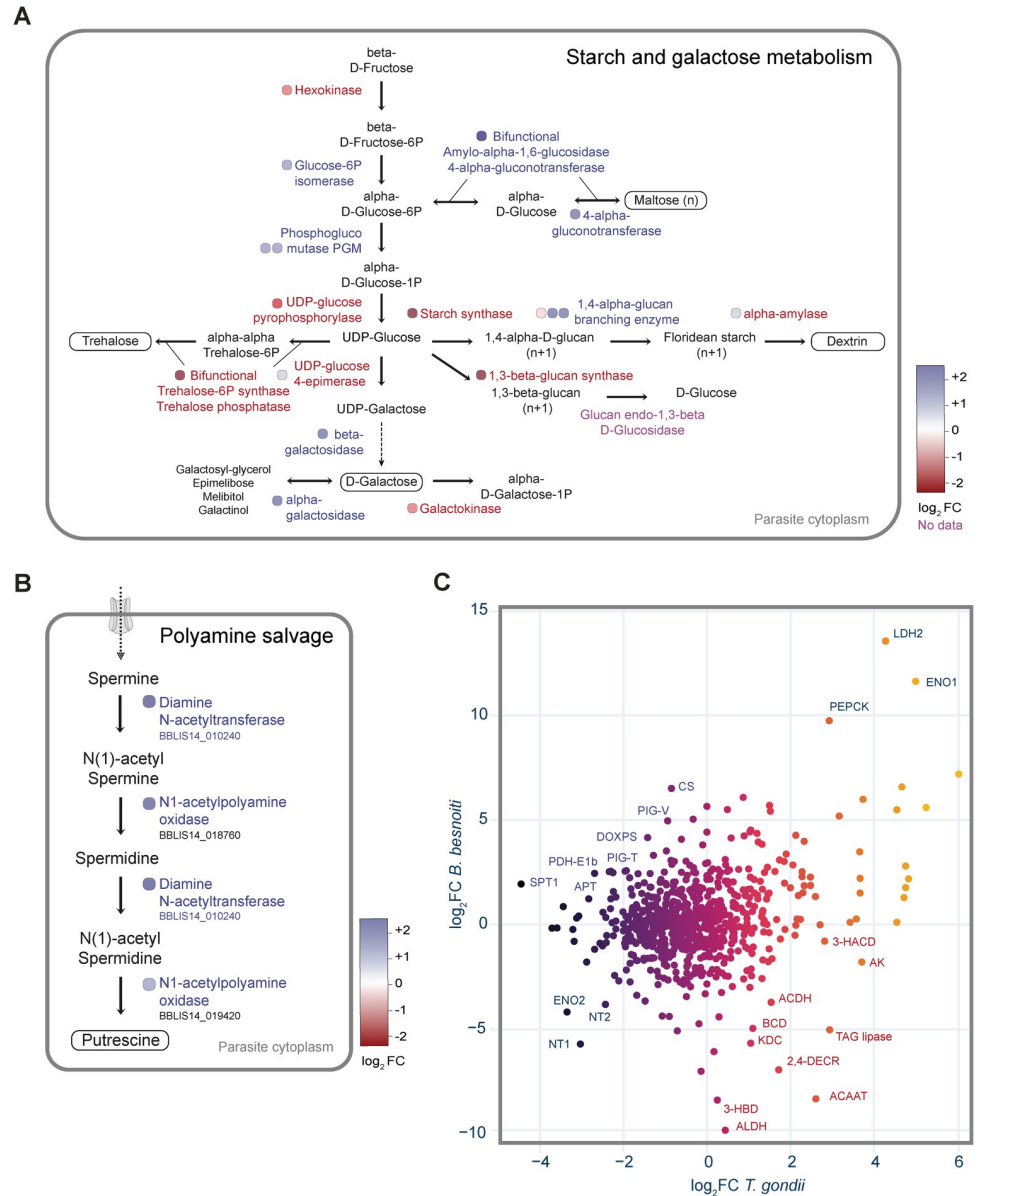 A
Starch and galactose metabolism
beta-
D-Fructose
Hexokinase
beta-
D-Fructose-6P
Bifunctional
Amylo-alpha-1,6-glucosidase
4-alpha-gluconotransferase
Glucose-6P
isomerase
alpha-
D-Glucose-6P
alpha-
D-Glucose
Maltose (n)
4-alpha-
gluconotransferase
Phosphogluco
mutase PGM
alpha-
D-Glucose-1P
UDP-glucose
pyrophosphorylase
Starch synthase
1,4-alpha-glucan
branching enzyme
alpha-amylase
Trehalose
alpha-alpha
Trehalose-6P
UDP-Glucose
1,4-alpha-D-glucan
(n+1)
Floridean starch
(n+1)
Dextrin
Bifunctional
Trehalose-6P synthase
Trehalose phosphatase
UDP-glucose
4-epimerase
1,3-beta-glucan synthase
1,3-beta-glucan
(n+1)
D-Glucose
Glucan endo-1,3-beta
D-Glucosidase
UDP-Galactose
beta-
galactosidase
Galactosyl-glycerol
Epimelibose
Melibitol
Galactinol
D-Galactose
alpha-
D-Galactose-1P
alpha-
galactosidase
Galactokinase
Parasite cytoplasm
+2
+1
0
-1
-2
log2 FC
No data
B
Polyamine salvage
Spermine
Diamine
N-acetyltransferase
BBLIS14_010240
N(1)-acetyl
Spermine
N1-acetylpolyamine
oxidase
BBLIS14_018760
Spermidine
Diamine
N-acetyltransferase
BBLIS14_010240
N(1)-acetyl
Spermidine
N1-acetylpolyamine
oxidase
BBLIS14_019420
Putrescine
Parasite cytoplasm
+2
+1
0
-1
-2
log2 FC
C
15
10
5
0
−5
−10
log2FC B. besnoiti
LDH2
ENO1
PEPCK
CS
PIG-V
DOXPS
PDH-E1b
PIG-T
SPT1
APT
3-HACD
AK
ENO2
NT2
ACDH
NT1
BCD
KDC
TAG lipase
2,4-DECR
ACAAT
3-HBD
ALDH
−4
−2
0
2
4
6
log2FC T. gondii